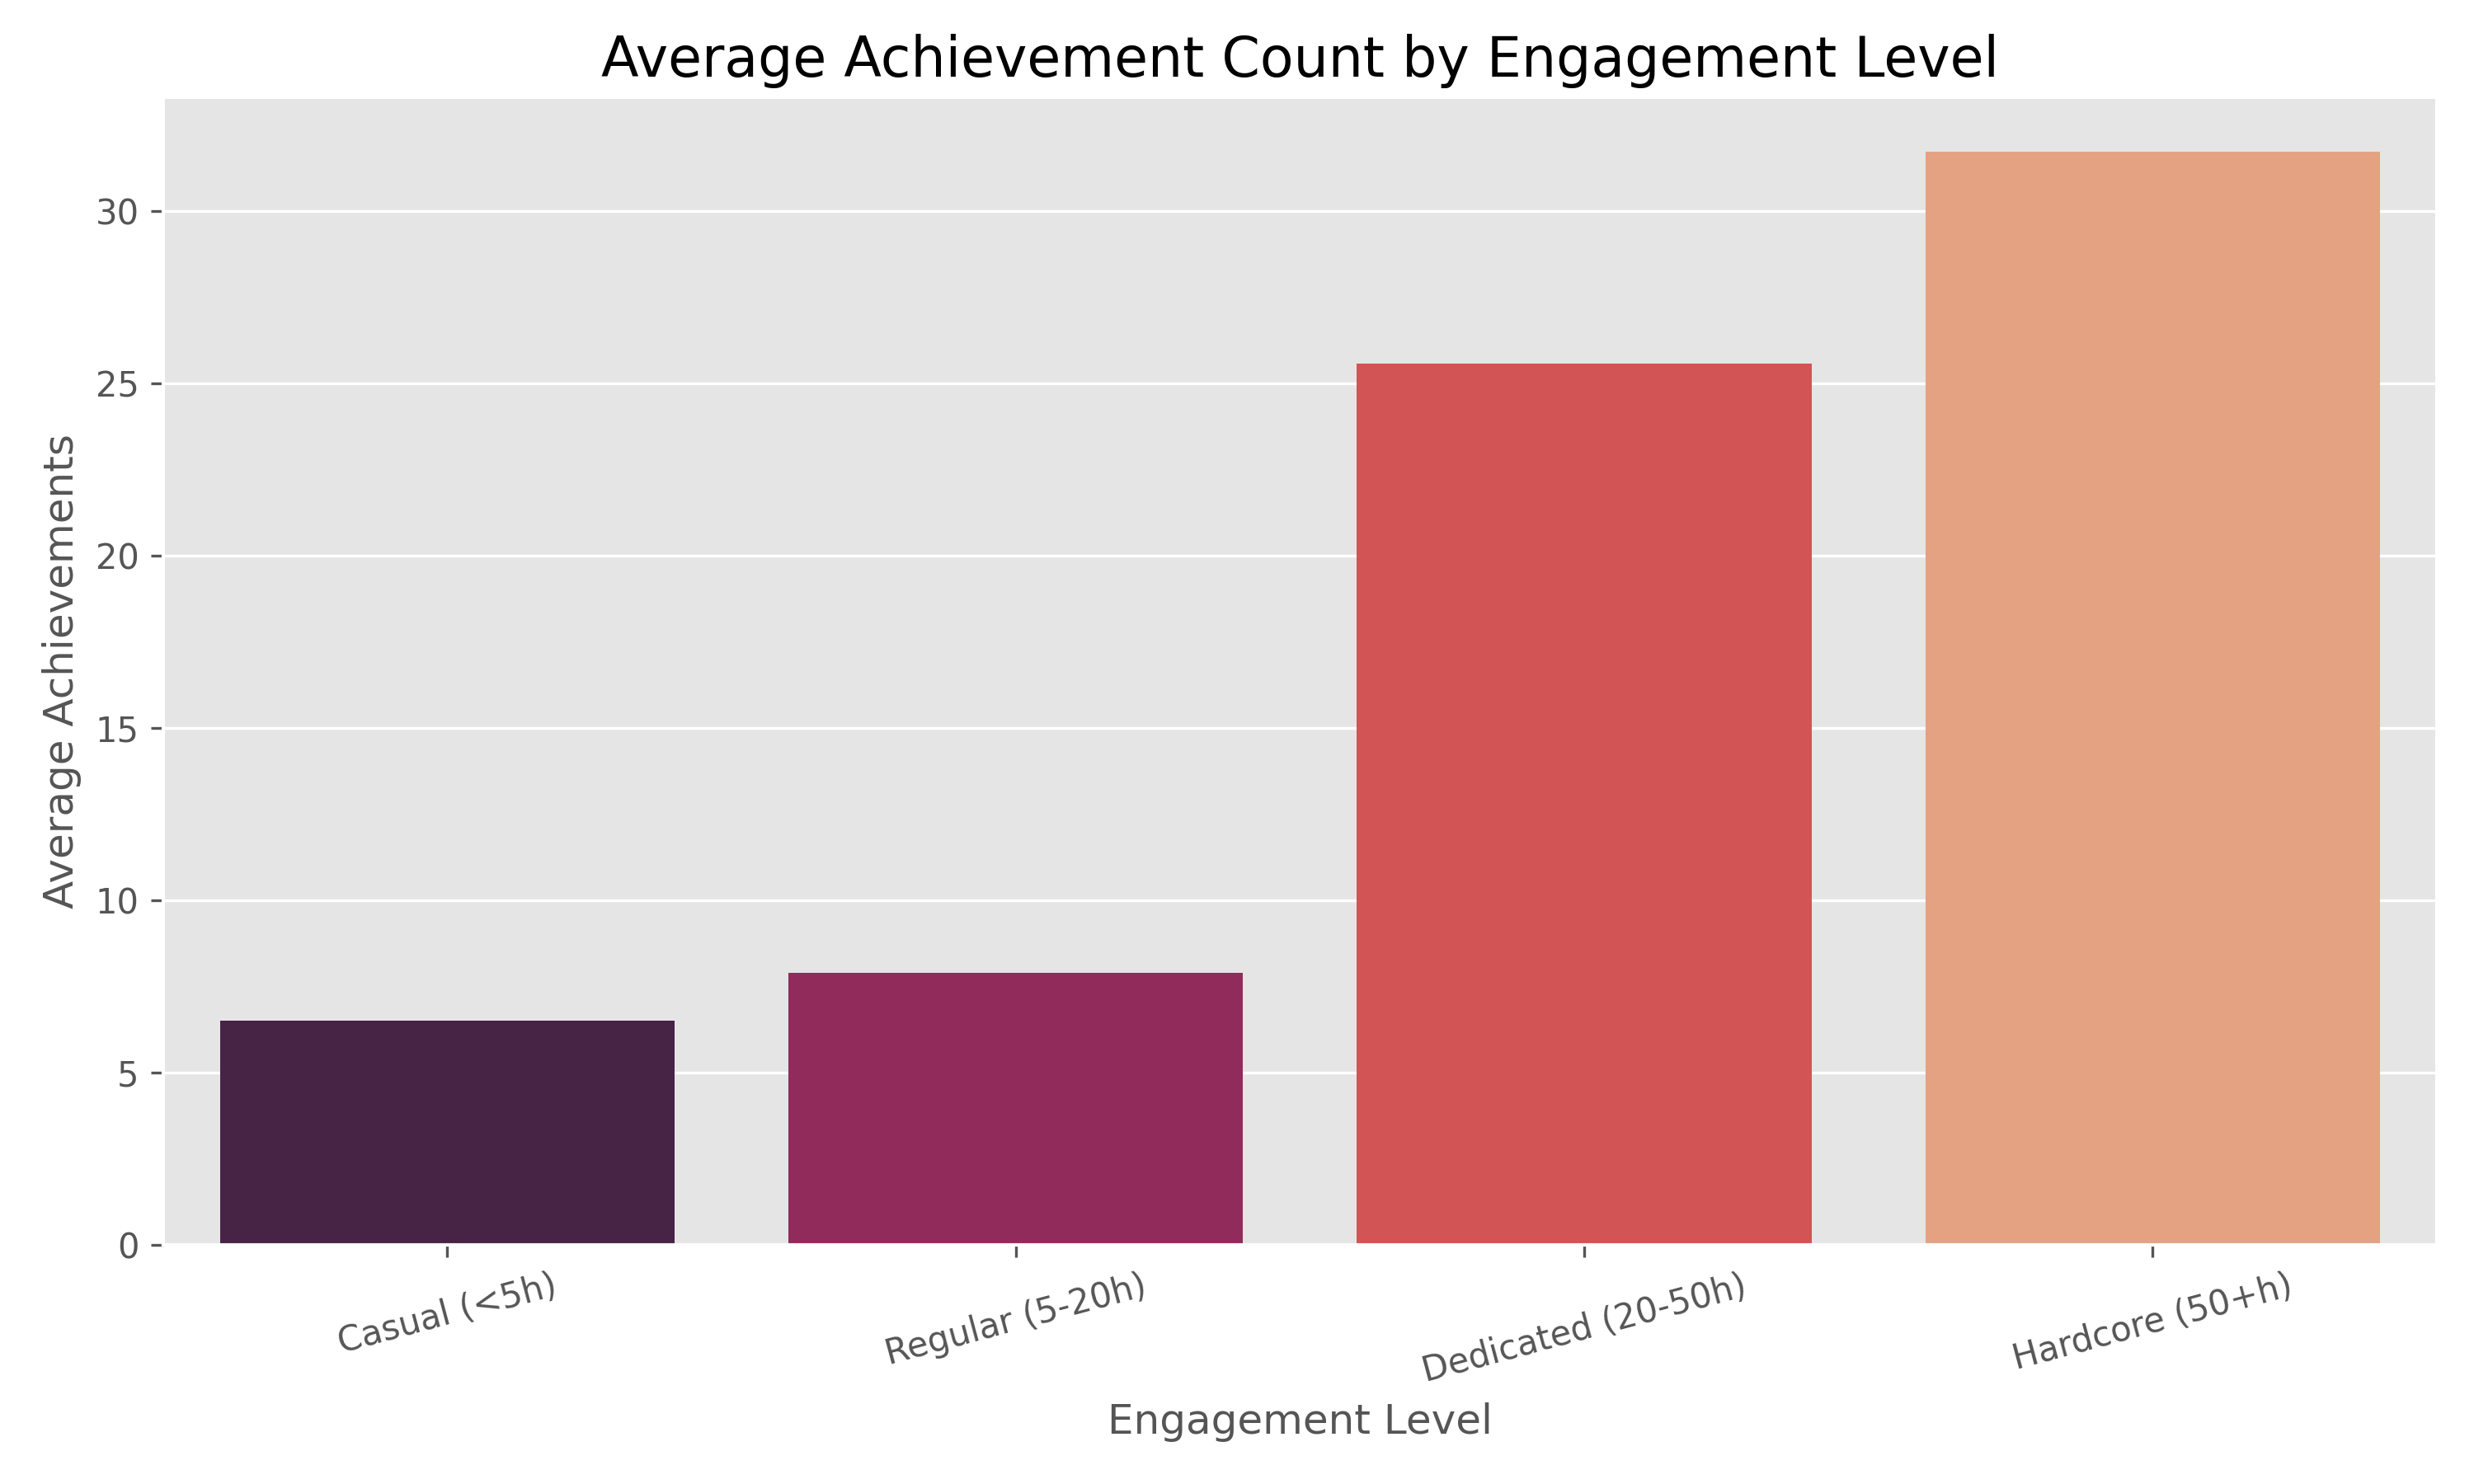 Average Achievement Count by Engagement Level
Average Achievements
30
25
20
15
10
5
0
Casual (<5h)
Regular (5-20h)
Dedicated (20-50h)
Hardcore (50+h)
Engagement Level